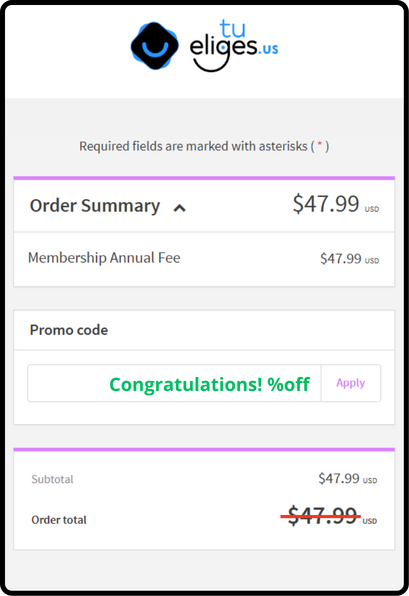 tu
eliges.us
Required fields are marked with asterisks ( * )
Order Summary $47.99 USD
Membership Annual Fee $47.99 USD
Promo code
Congratulations! %off Apply
Subtotal $47.99 USD
Order total $47.99 USD